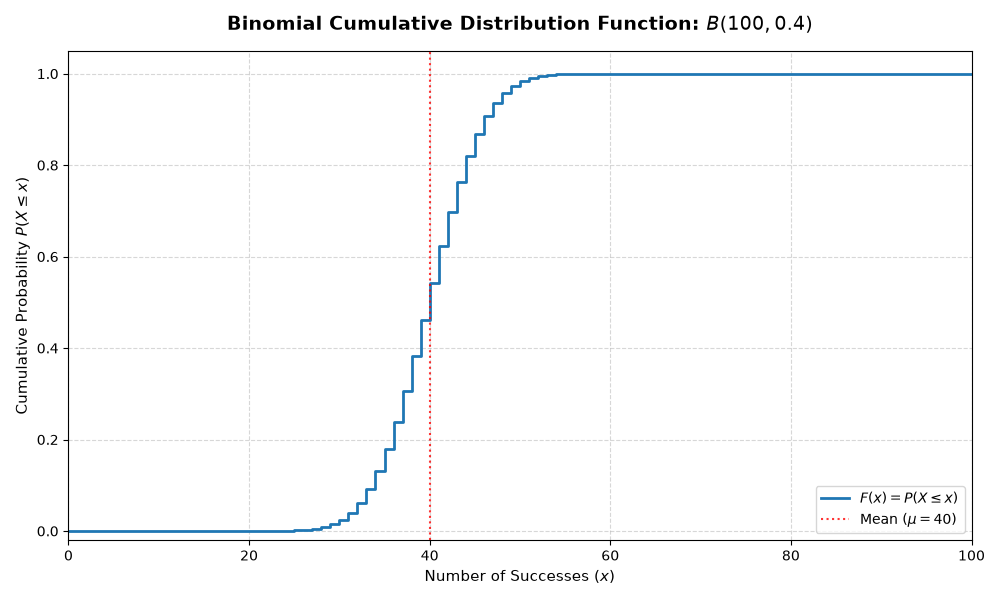 Binomial Cumulative Distribution Function: B(100, 0.4)
Cumulative Probability P(X ≤ x)
1.0
0.8
0.6
0.4
0.2
0.0
0 20 40 60 80 100
Number of Successes (x)
F(x) = P(X ≤ x)
Mean (μ = 40)